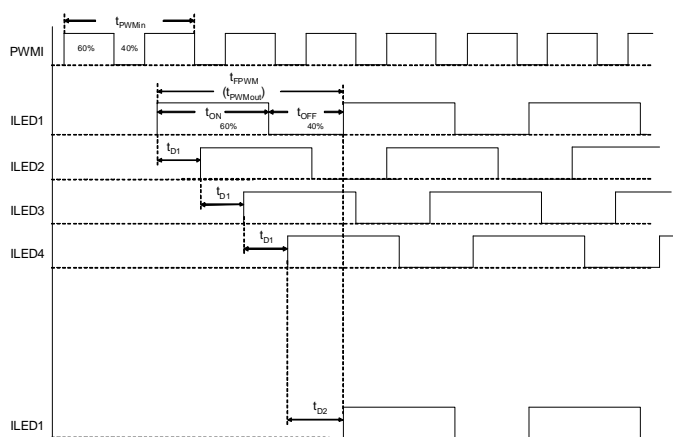 tPWMin
PWMI
60%
40%
tFPWM
(tPWMout)
tON
tOFF
ILED1
60%
40%
tD1
ILED2
tD1
ILED3
tD1
ILED4
tD2
ILED1